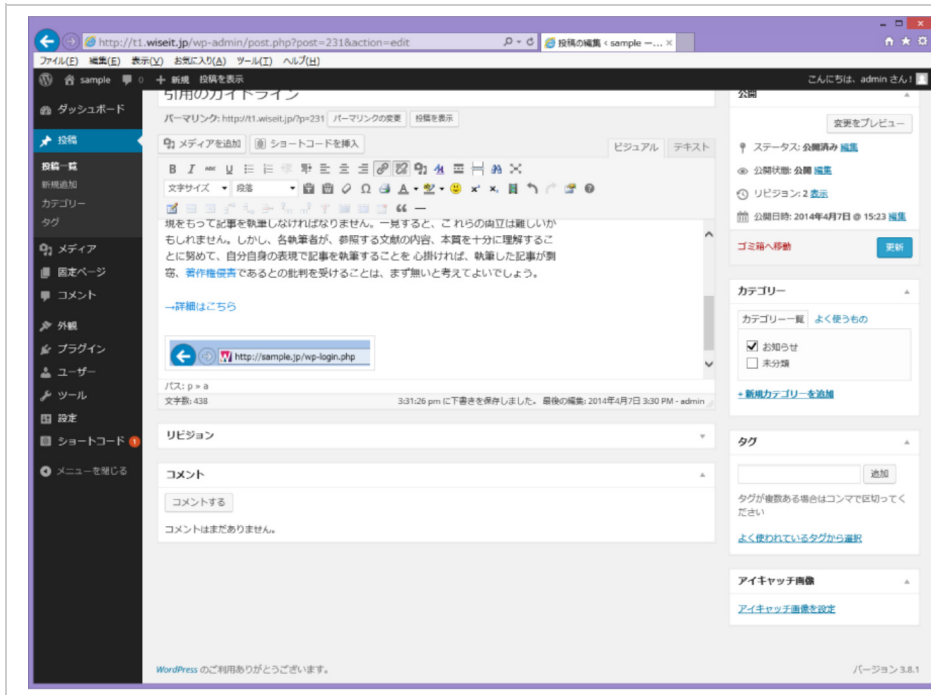 http://t1.wiseit.jp/wp-admin/post.php?post=231&action=edit
投稿の編集 ‹ sample —...
ファイル(F) 編集(E) 表示(V) お気に入り(A) ツール(T) ヘルプ(H)
sample 0 + 新規 投稿を表示 こんにちは、admin さん!
ダッシュボード
投稿
投稿一覧
新規追加
カテゴリー
タグ
メディア
固定ページ
コメント
外観
プラグイン
ユーザー
ツール
設定
ショートコード 1
メニューを閉じる
引用のガイドライン
パーマリンク: http://t1.wiseit.jp/?p=231 パーマリンクの変更 投稿を表示
メディアを追加 ショートコードを挿入 ビジュアル テキスト
文字サイズ 段落
現をもって記事を執筆しなければなりません。一見すると、これらの両立は難しいか
もしれません。しかし、各執筆者が、参照する文献の内容、本質を十分に理解するこ
とに努めて、自分自身の表現で記事を執筆することを 心掛ければ、執筆した記事が剽
窃、著作権侵害であるとの批判を受けることは、まず無いと考えてよいでしょう。
→詳細はこちら
http://sample.jp/wp-login.php
パス: p » a
文字数: 438 3:31:26 pm に下書きを保存しました。 最後の編集: 2014年4月7日 3:30 PM - admin
リビジョン
コメント
コメントする
コメントはまだありません。
WordPress のご利用ありがとうございます。
公開
変更をプレビュー
ステータス: 公開済み 編集
公開状態: 公開 編集
リビジョン: 2 表示
公開日時: 2014年4月7日 @ 15:23 編集
ゴミ箱へ移動 更新
カテゴリー
カテゴリー一覧 よく使うもの
お知らせ
未分類
+ 新規カテゴリーを追加
タグ
追加
タグが複数ある場合はコンマで区切ってく
ださい
よく使われているタグから選択
アイキャッチ画像
アイキャッチ画像を設定
バージョン 3.8.1